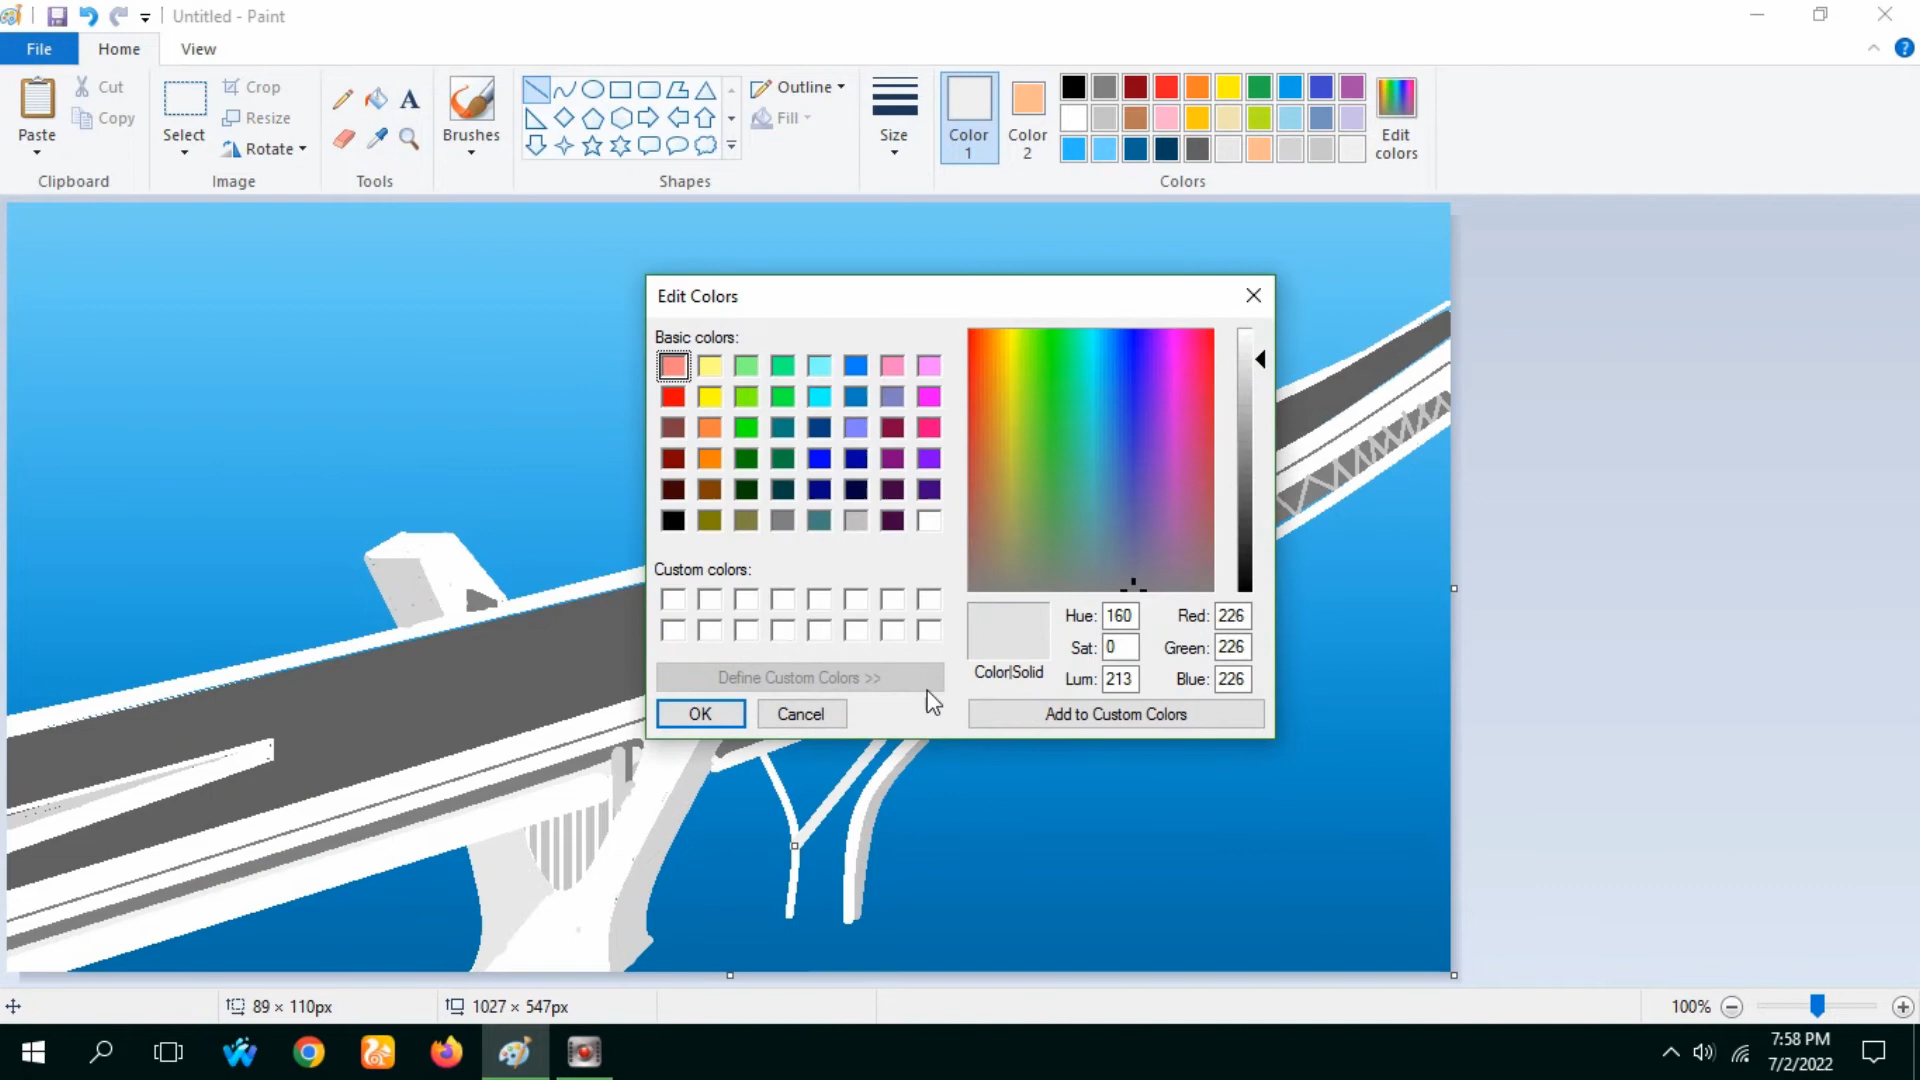 Untitled - Paint
File Home View
Paste
Cut
Copy
Clipboard
Select
Crop
Resize
Rotate
Image
A
Tools
Brushes
Shapes
Outline
Fill
Size
Color 1
Color 2
Edit colors
Colors
Edit Colors
Basic colors:
Custom colors:
Define Custom Colors >>
OK Cancel
Color|Solid
Hue: 160 Red: 226
Sat: 0 Green: 226
Lum: 213 Blue: 226
Add to Custom Colors
89 × 110px 1027 × 547px 100%
7:58 PM
7/2/2022